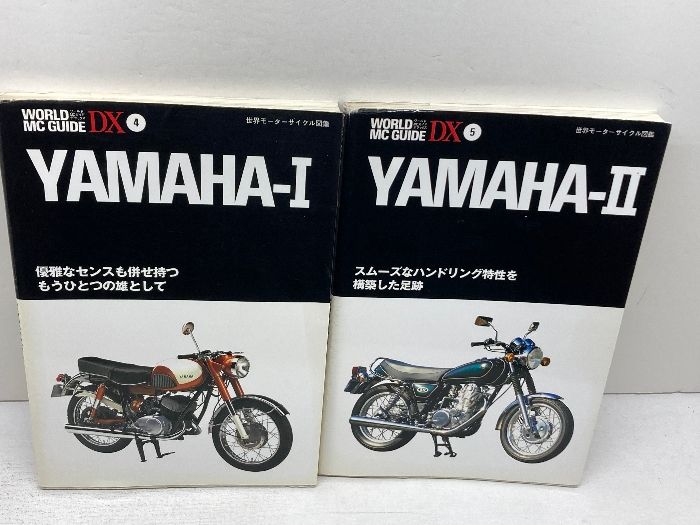 WORLD
MC GUIDE DX 4
世界モーターサイクル図鑑
YAMAHA-I
優雅なセンスも併せ持つ
もうひとつの雄として
YAMAHA
WORLD
MC GUIDE DX 5
世界モーターサイクル図鑑
YAMAHA-II
スムーズなハンドリング特性を
構築した足跡